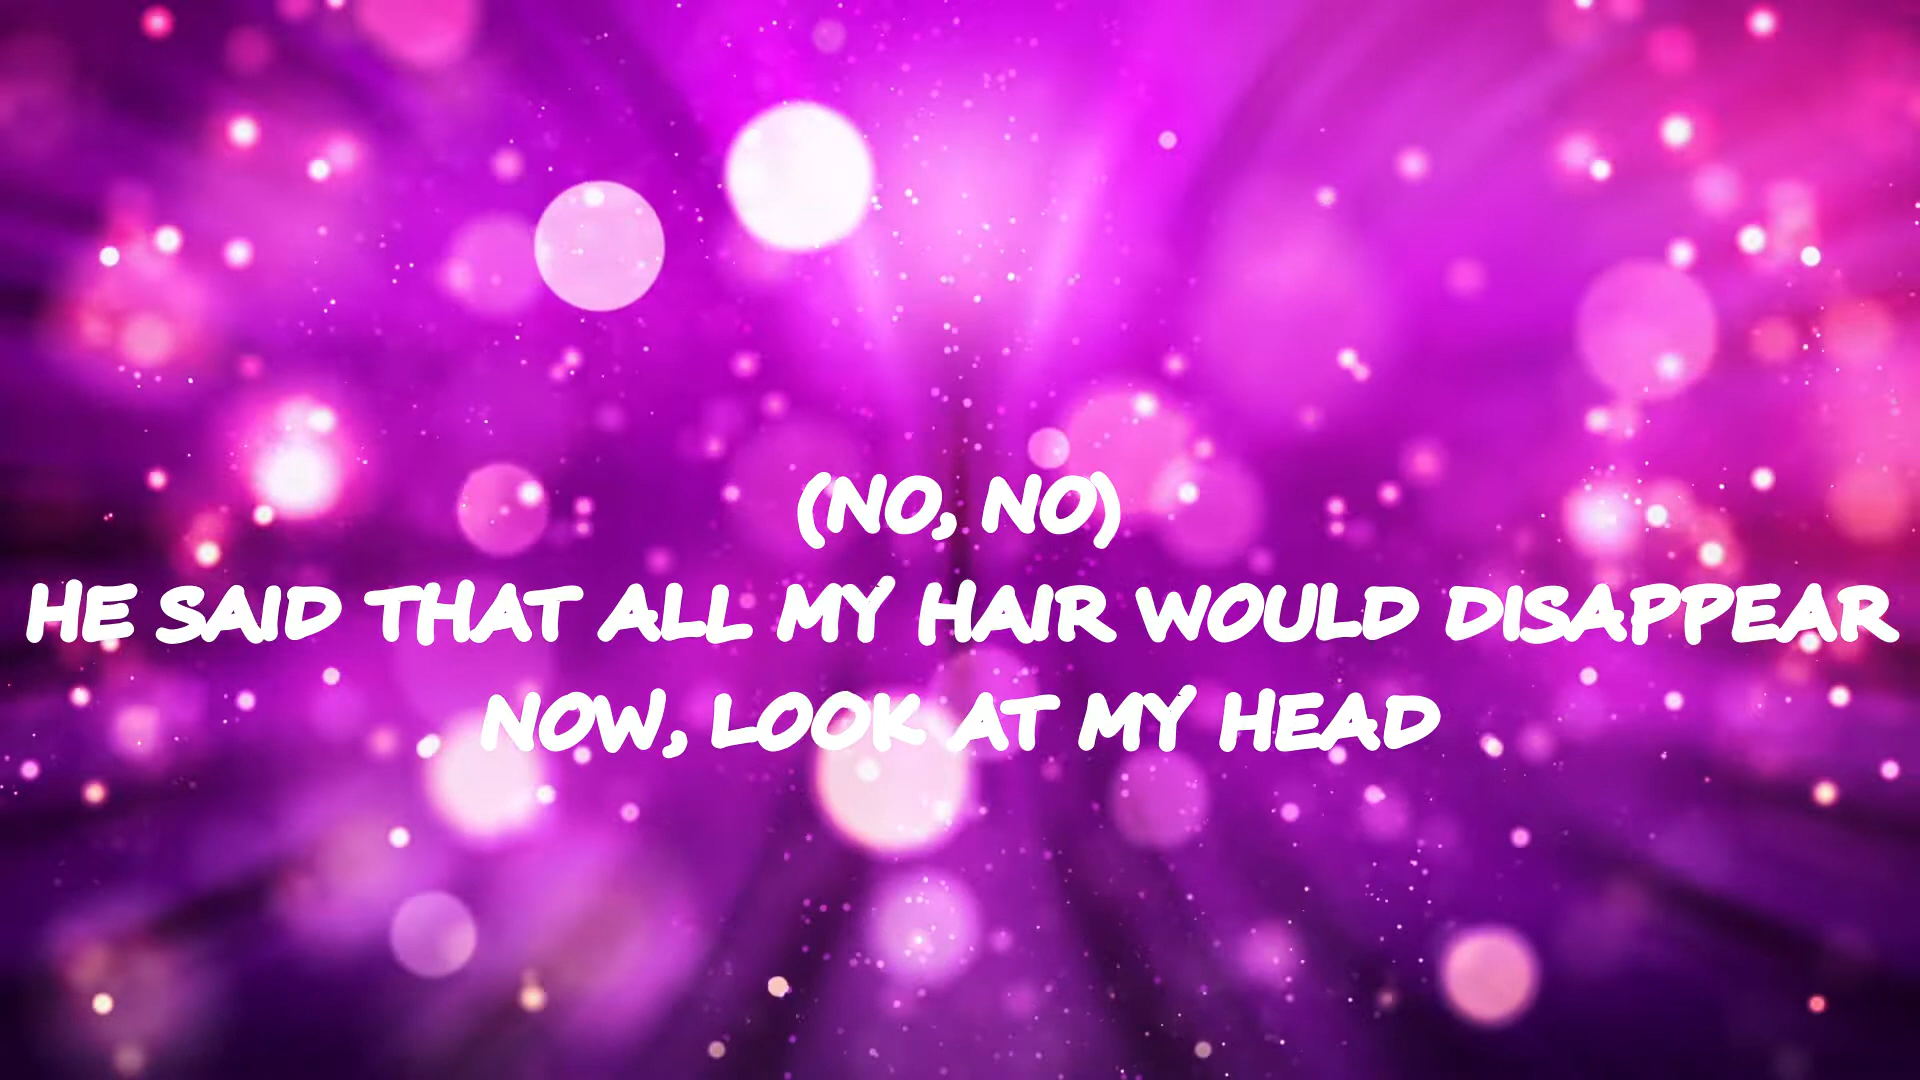 (NO, NO)
HE SAID THAT ALL MY HAIR WOULD DISAPPEAR
NOW, LOOK AT MY HEAD